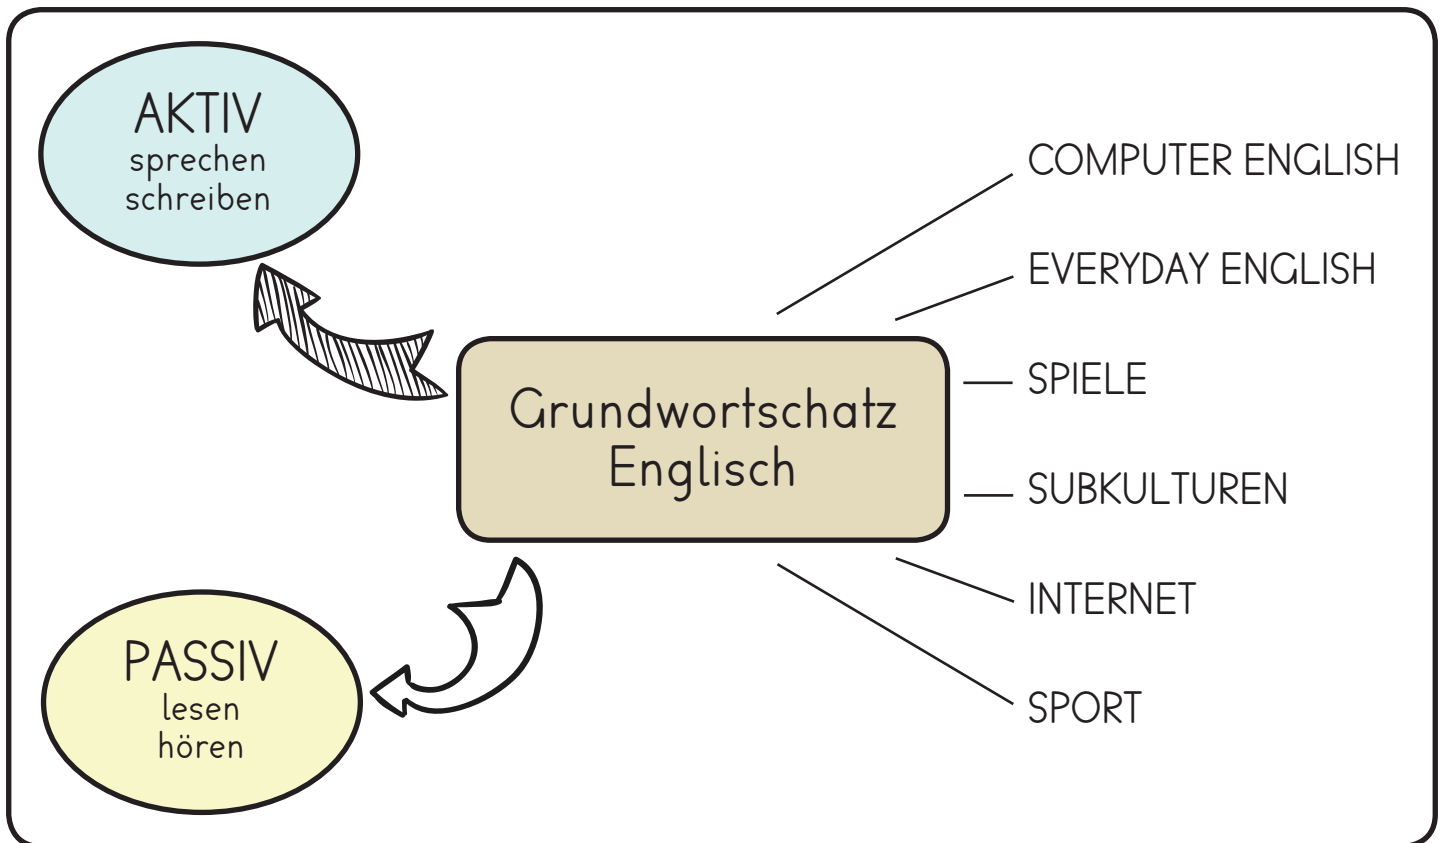 AKTIV
sprechen
schreiben
COMPUTER ENGLISH
EVERYDAY ENGLISH
SPIELE
Grundwortschatz
Englisch
SUBKULTUREN
INTERNET
SPORT
PASSIV
lesen
hören